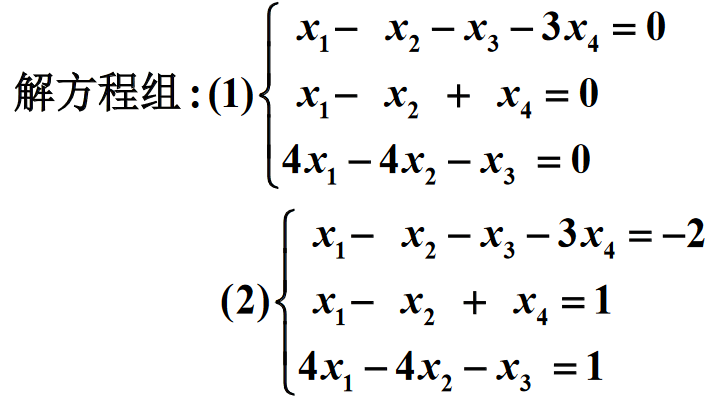 解方程组:(1){ x₁− x₂ − x₃ − 3x₄ = 0
x₁− x₂ + x₄ = 0
4x₁ − 4x₂ − x₃ = 0
(2){ x₁− x₂ − x₃ − 3x₄ = −2
x₁− x₂ + x₄ = 1
4x₁ − 4x₂ − x₃ = 1